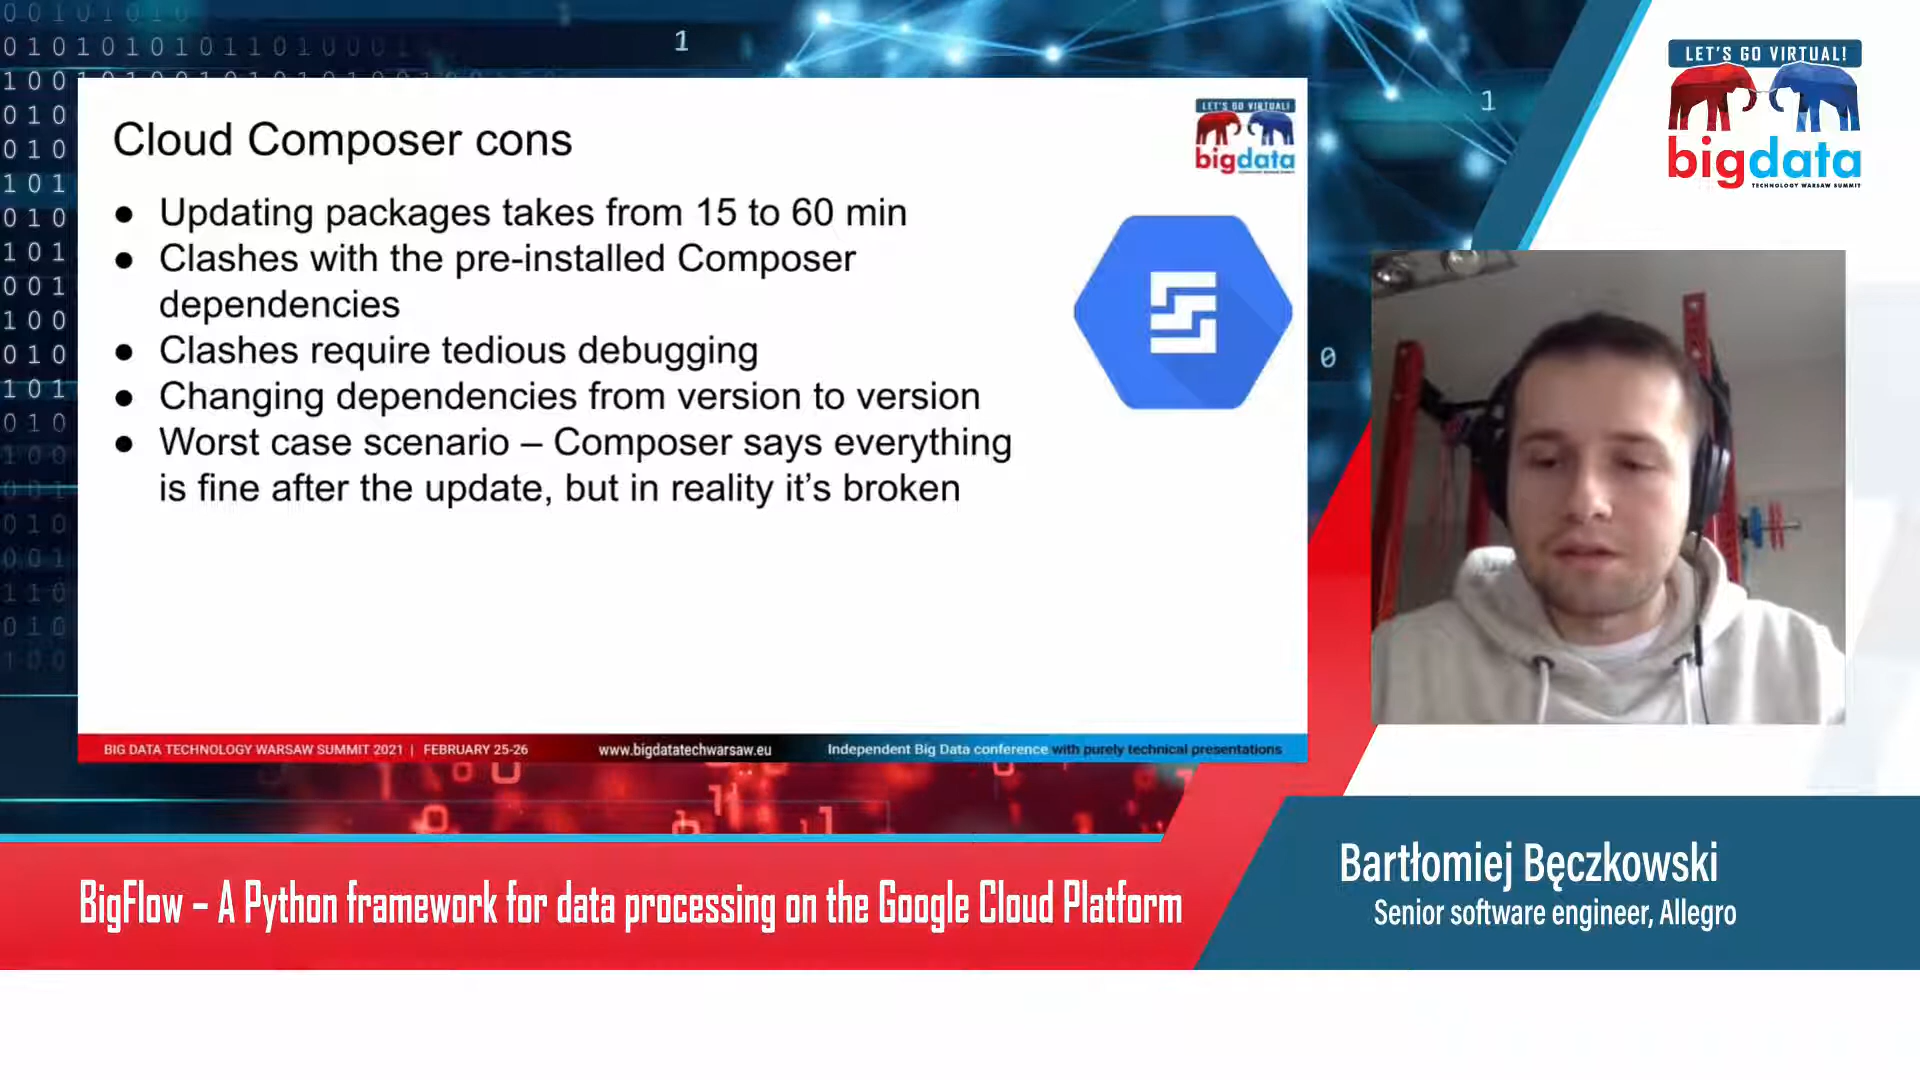 LET'S GO VIRTUAL!
bigdata
TECHNOLOGY WARSAW SUMMIT
Cloud Composer cons
LET'S GO VIRTUAL!
bigdata
● Updating packages takes from 15 to 60 min
● Clashes with the pre-installed Composer
dependencies
● Clashes require tedious debugging
● Changing dependencies from version to version
● Worst case scenario – Composer says everything
is fine after the update, but in reality it’s broken
BIG DATA TECHNOLOGY WARSAW SUMMIT 2021 | FEBRUARY 25-26
www.bigdatatechwarsaw.eu
Independent Big Data conference with purely technical presentations
BigFlow – A Python framework for data processing on the Google Cloud Platform
Bartłomiej Bęczkowski
Senior software engineer, Allegro